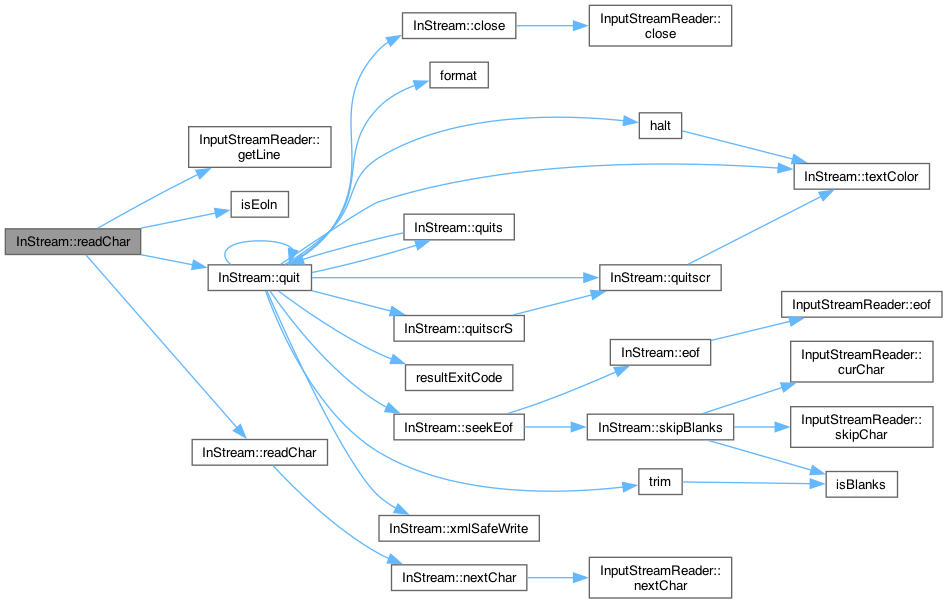 InStream::close
InputStreamReader::
close
format
halt
InputStreamReader::
getLine
InStream::textColor
isEoln
InStream::quits
InStream::readChar
InStream::quit
InStream::quitscr
InputStreamReader::eof
InStream::quitscrS
InStream::eof
InputStreamReader::
curChar
resultExitCode
InStream::seekEof
InStream::skipBlanks
InputStreamReader::
skipChar
InStream::readChar
trim
isBlanks
InStream::xmlSafeWrite
InStream::nextChar
InputStreamReader::
nextChar